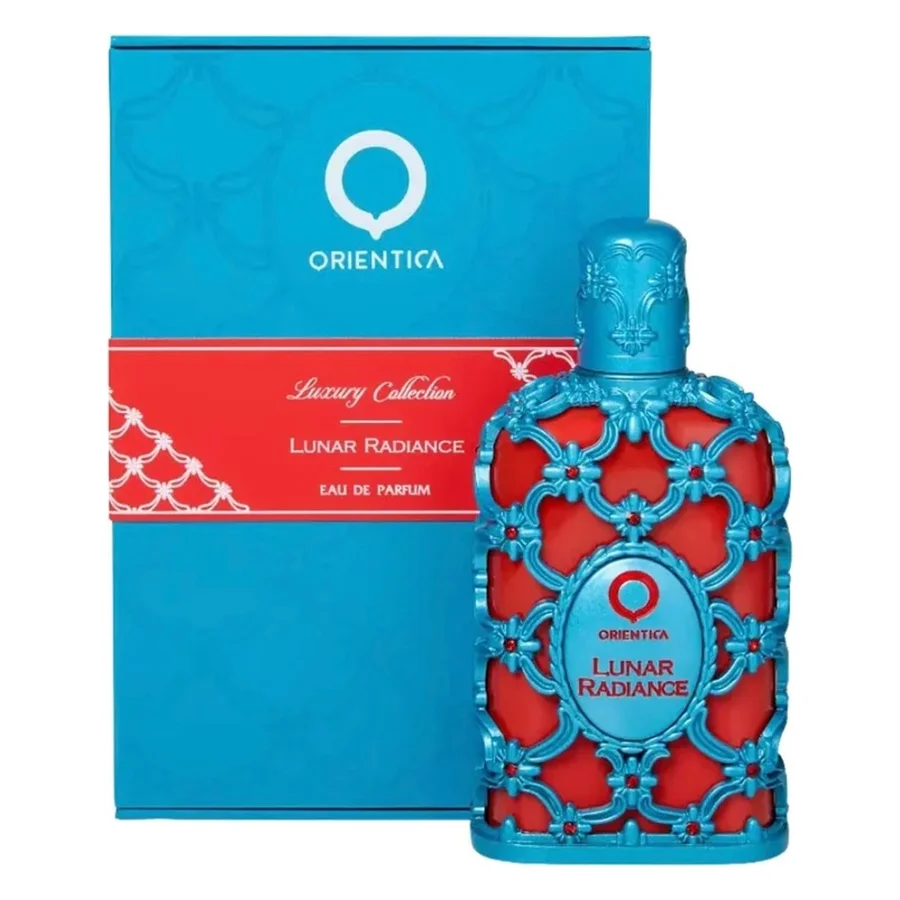 ORIENTICA
Luxury Collection
LUNAR RADIANCE
EAU DE PARFUM
ORIENTICA
LUNAR
RADIANCE